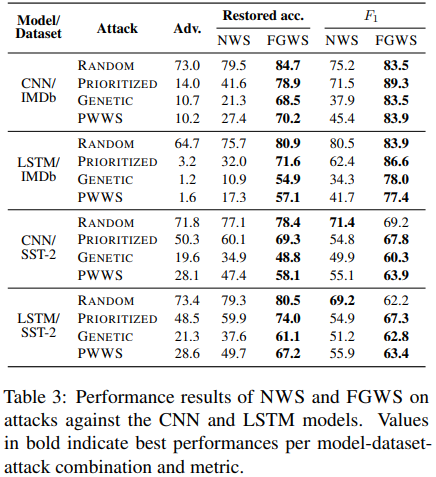 Model/ Dataset Attack Adv. Restored acc. F1
NWS FGWS NWS FGWS
CNN/ IMDb RANDOM 73.0 79.5 84.7 75.2 83.5
PRIORITIZED 14.0 41.6 78.9 71.5 89.3
GENETIC 10.7 21.3 68.5 37.9 83.5
PWWS 10.2 27.4 70.2 45.4 83.9
LSTM/ IMDb RANDOM 64.7 75.7 80.9 80.5 83.9
PRIORITIZED 3.2 32.0 71.6 62.4 86.6
GENETIC 1.2 10.9 54.9 34.3 78.0
PWWS 1.6 17.3 57.1 41.7 77.4
CNN/ SST-2 RANDOM 71.8 77.1 78.4 71.4 69.2
PRIORITIZED 50.3 60.1 69.3 54.8 67.8
GENETIC 19.6 34.9 48.8 49.9 60.3
PWWS 28.1 47.4 58.1 55.1 63.9
LSTM/ SST-2 RANDOM 73.4 79.3 80.5 69.2 62.2
PRIORITIZED 48.5 59.9 74.0 54.9 67.3
GENETIC 21.3 37.6 61.1 51.2 62.8
PWWS 28.6 49.7 67.2 55.9 63.4
Table 3: Performance results of NWS and FGWS on
attacks against the CNN and LSTM models. Values
in bold indicate best performances per model-dataset-
attack combination and metric.